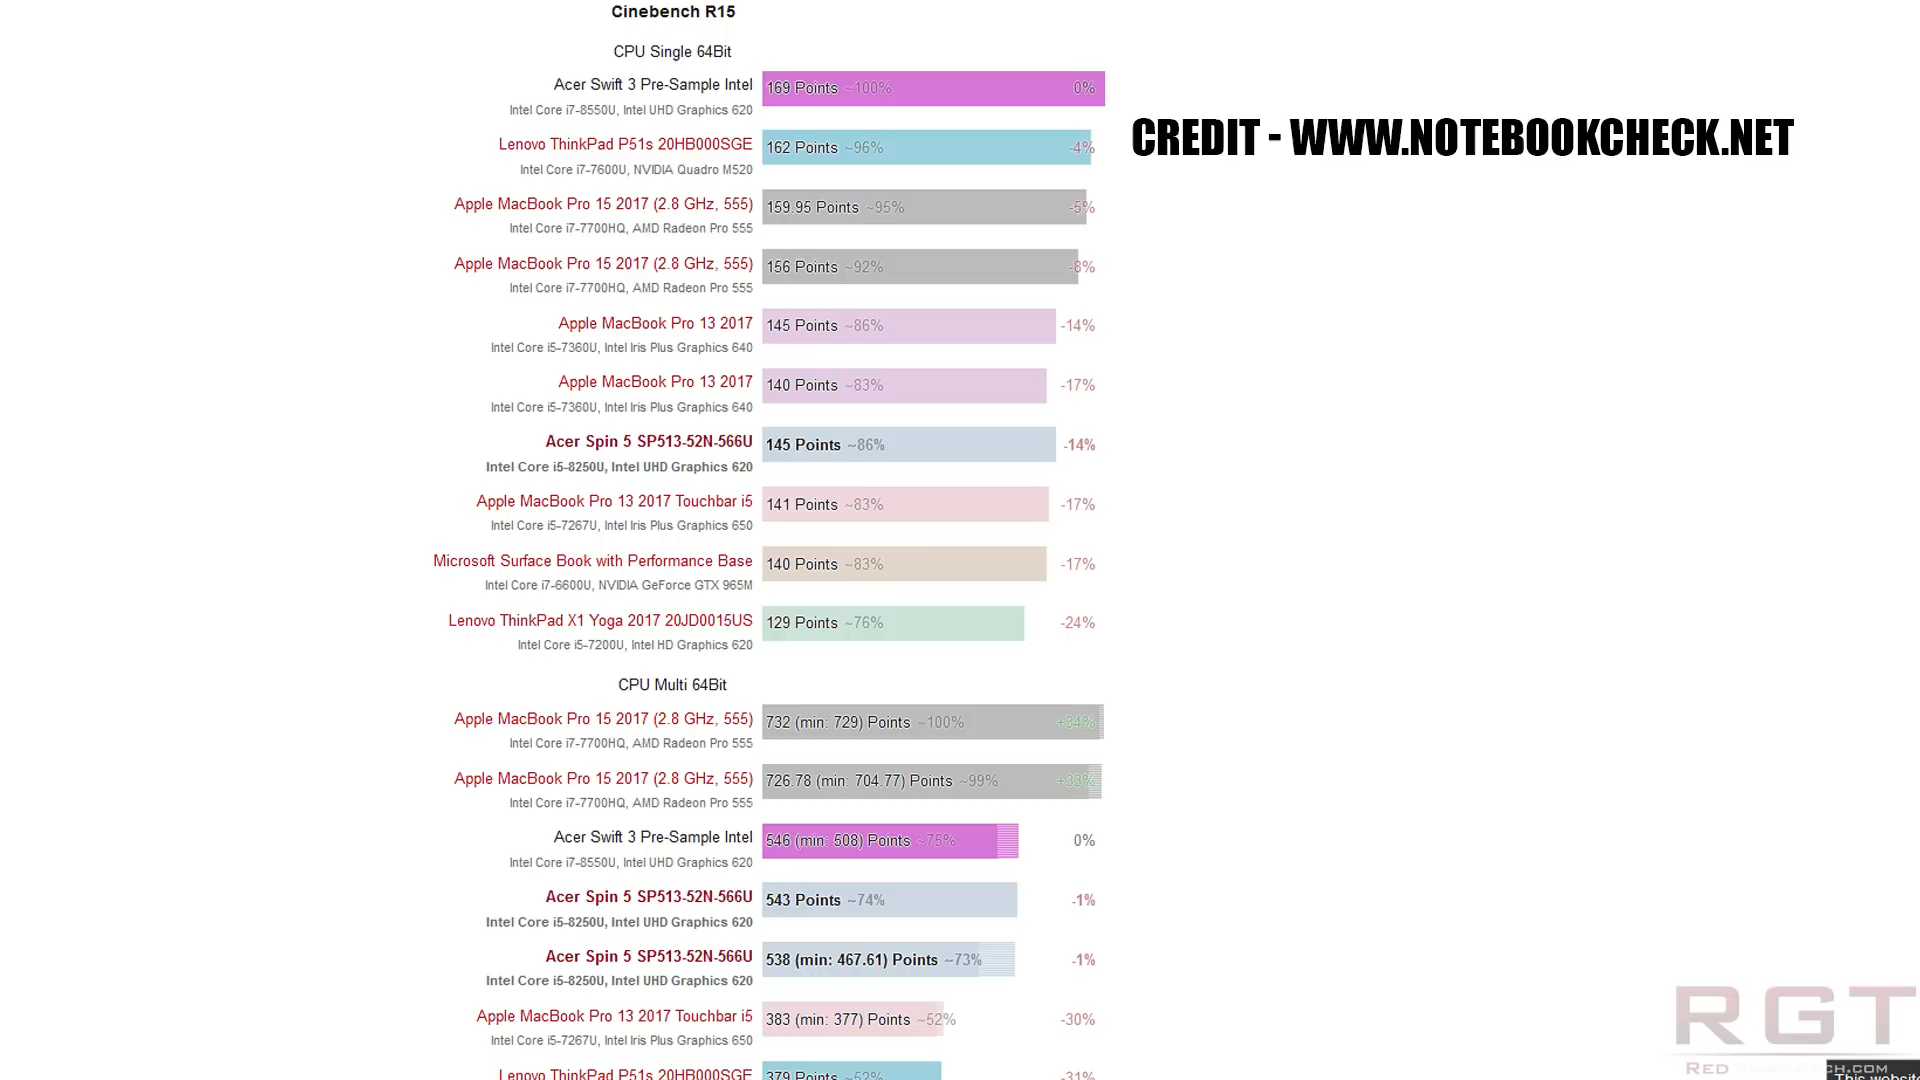 Cinebench R15
CPU Single 64Bit
Acer Swift 3 Pre-Sample Intel 169 Points ~100% 0%
Intel Core i7-8550U, Intel UHD Graphics 620
CREDIT - WWW.NOTEBOOKCHECK.NET
Lenovo ThinkPad P51s 20HB000SGE 162 Points ~96% -4%
Intel Core i7-7600U, NVIDIA Quadro M520
Apple MacBook Pro 15 2017 (2.8 GHz, 555) 159.95 Points ~95% -5%
Intel Core i7-7700HQ, AMD Radeon Pro 555
Apple MacBook Pro 15 2017 (2.8 GHz, 555) 156 Points ~92% -8%
Intel Core i7-7700HQ, AMD Radeon Pro 555
Apple MacBook Pro 13 2017 145 Points ~86% -14%
Intel Core i5-7360U, Intel Iris Plus Graphics 640
Apple MacBook Pro 13 2017 140 Points ~83% -17%
Intel Core i5-7360U, Intel Iris Plus Graphics 640
Acer Spin 5 SP513-52N-566U 145 Points ~86% -14%
Intel Core i5-8250U, Intel UHD Graphics 620
Apple MacBook Pro 13 2017 Touchbar i5 141 Points ~83% -17%
Intel Core i5-7267U, Intel Iris Plus Graphics 650
Microsoft Surface Book with Performance Base 140 Points ~83% -17%
Intel Core i7-6600U, NVIDIA GeForce GTX 965M
Lenovo ThinkPad X1 Yoga 2017 20JD0015US 129 Points ~76% -24%
Intel Core i5-7200U, Intel HD Graphics 620
CPU Multi 64Bit
Apple MacBook Pro 15 2017 (2.8 GHz, 555) 732 (min: 729) Points ~100% +34%
Intel Core i7-7700HQ, AMD Radeon Pro 555
Apple MacBook Pro 15 2017 (2.8 GHz, 555) 726.78 (min: 704.77) Points ~99% +33%
Intel Core i7-7700HQ, AMD Radeon Pro 555
Acer Swift 3 Pre-Sample Intel 546 (min: 508) Points ~75% 0%
Intel Core i7-8550U, Intel UHD Graphics 620
Acer Spin 5 SP513-52N-566U 543 Points ~74% -1%
Intel Core i5-8250U, Intel UHD Graphics 620
Acer Spin 5 SP513-52N-566U 538 (min: 467.61) Points ~73% -1%
Intel Core i5-8250U, Intel UHD Graphics 620
Apple MacBook Pro 13 2017 Touchbar i5 383 (min: 377) Points ~52% -30%
Intel Core i5-7267U, Intel Iris Plus Graphics 650
Lenovo ThinkPad P51s 20HB000SGE 379 Points ~52% -31%
RGT
This website